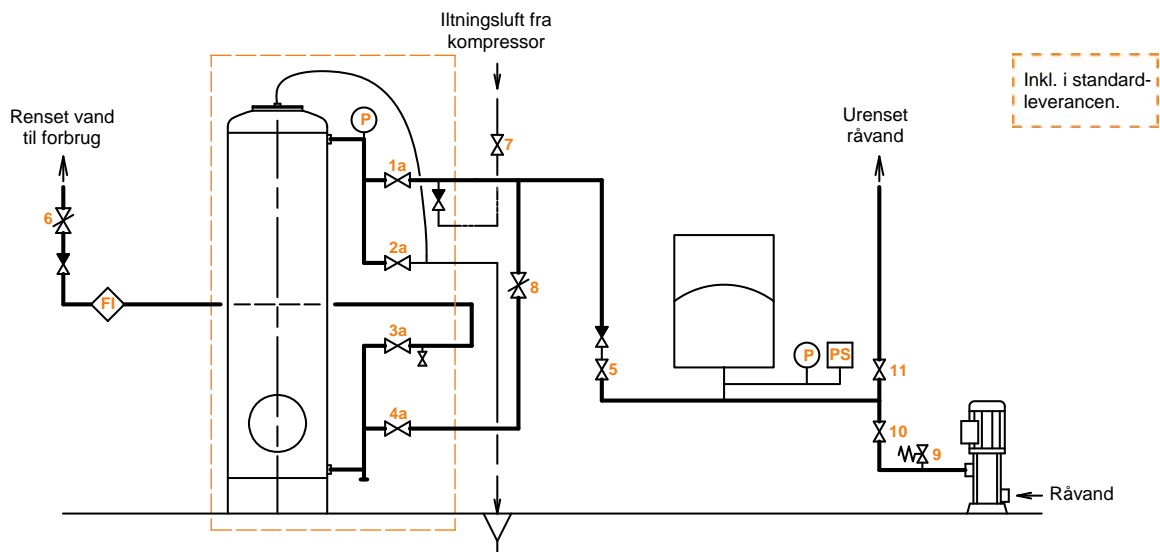 Iltningsluft fra
kompressor
Inkl. i standard-
leverancen.
Renset vand
til forbrug
Urenset
råvand
P
7
1a
6
2a
8
FI
3a
P
PS
5
11
4a
10
9
Råvand